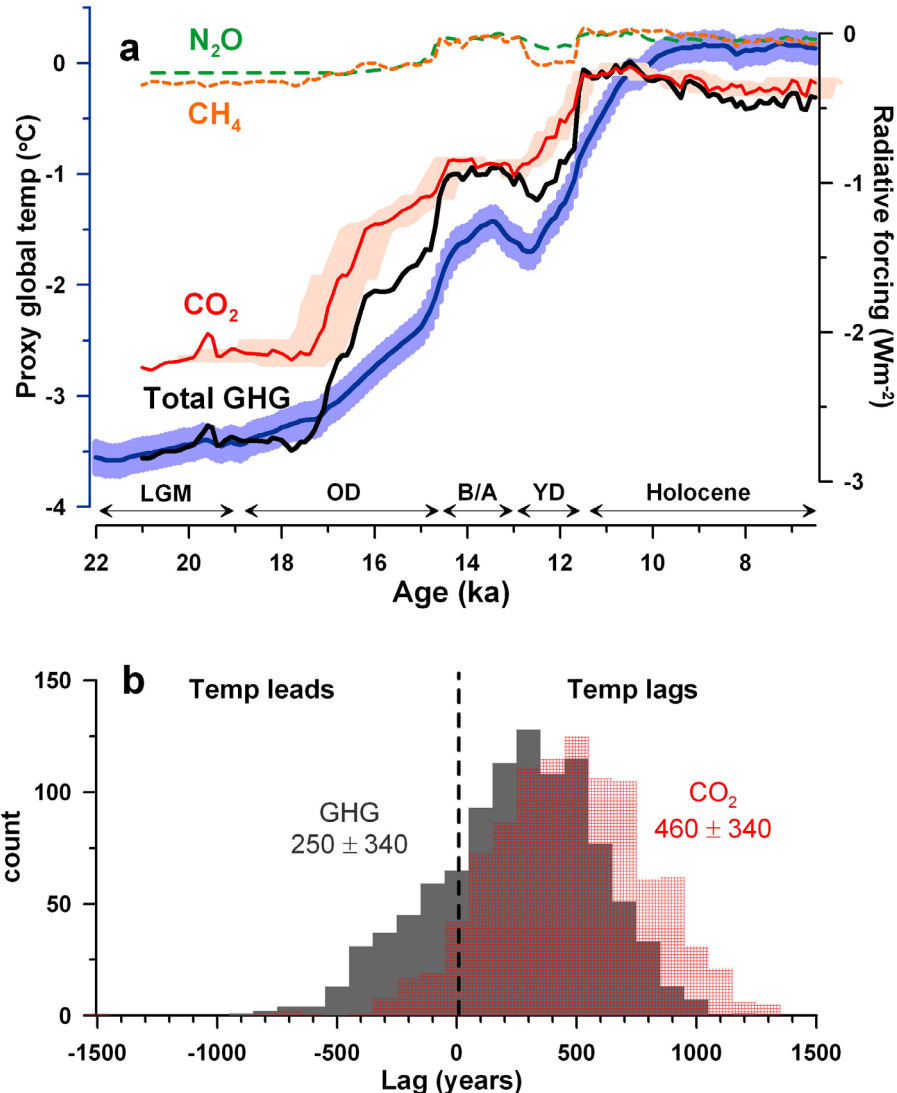 a
N₂O
CH₄
CO₂
Total GHG
Proxy global temp (°C)
0
-1
-2
-3
-4
Radiative forcing (Wm⁻²)
0
-1
-2
-3
LGM
OD
B/A
YD
Holocene
22
20
18
16
14
12
10
8
Age (ka)
b
Temp leads
Temp lags
GHG
250 ± 340
CO₂
460 ± 340
count
150
100
50
0
-1500
-1000
-500
0
500
1000
1500
Lag (years)